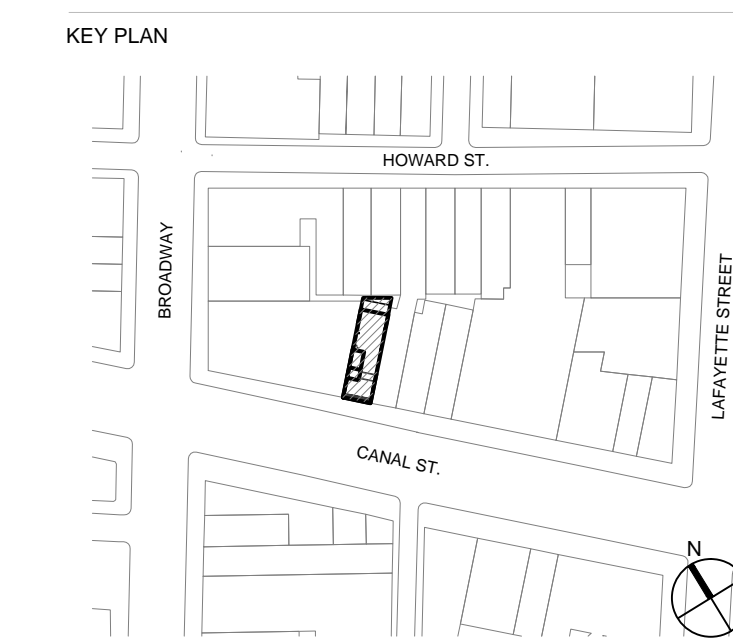 KEY PLAN
HOWARD ST.
BROADWAY
LAFAYETTE STREET
CANAL ST.
N